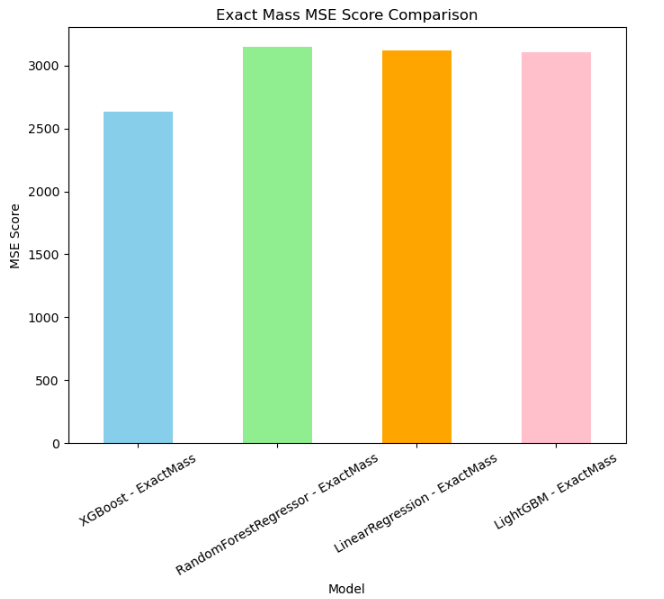 Exact Mass MSE Score Comparison
MSE Score
3000
2500
2000
1500
1000
500
0
XGBoost - ExactMass
RandomForestRegressor - ExactMass
LinearRegression - ExactMass
LightGBM - ExactMass
Model